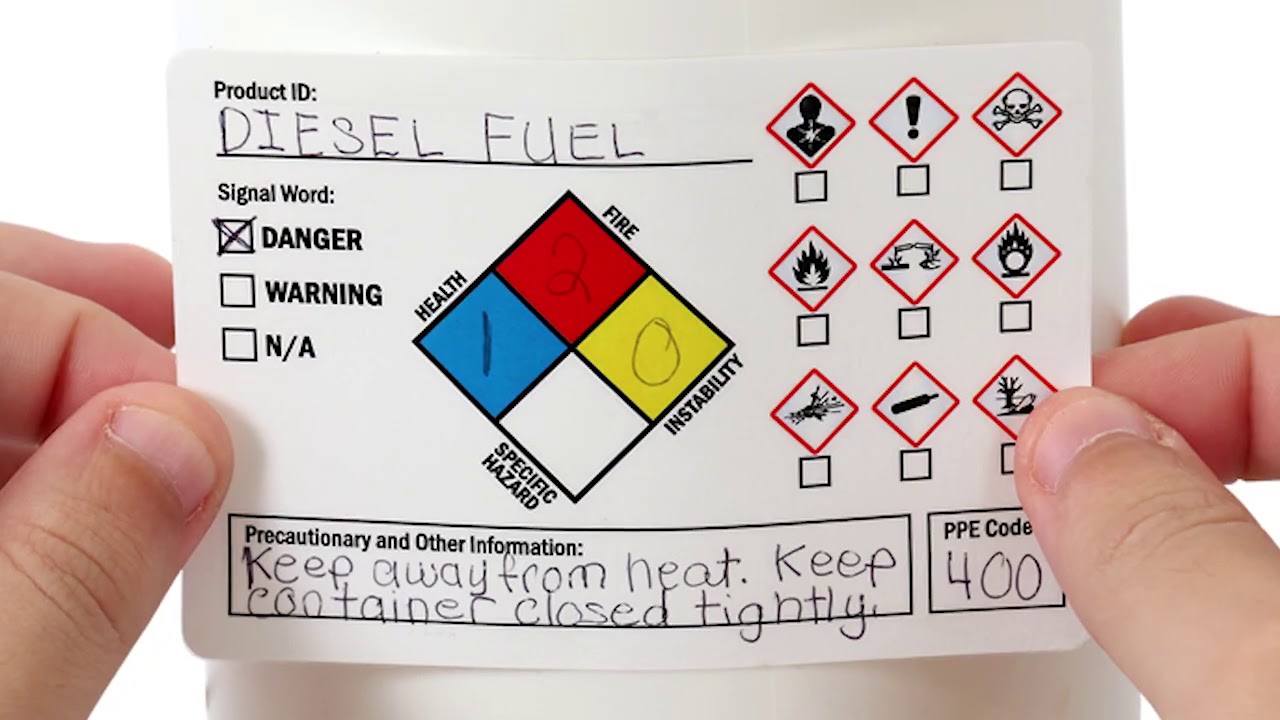 Product ID:
DIESEL FUEL
Signal Word:
DANGER
WARNING
N/A
HEALTH
FIRE
INSTABILITY
SPECIFIC
HAZARD
1
2
0
Precautionary and Other Information:
Keep away from heat. Keep
container closed tightly.
PPE Code
400